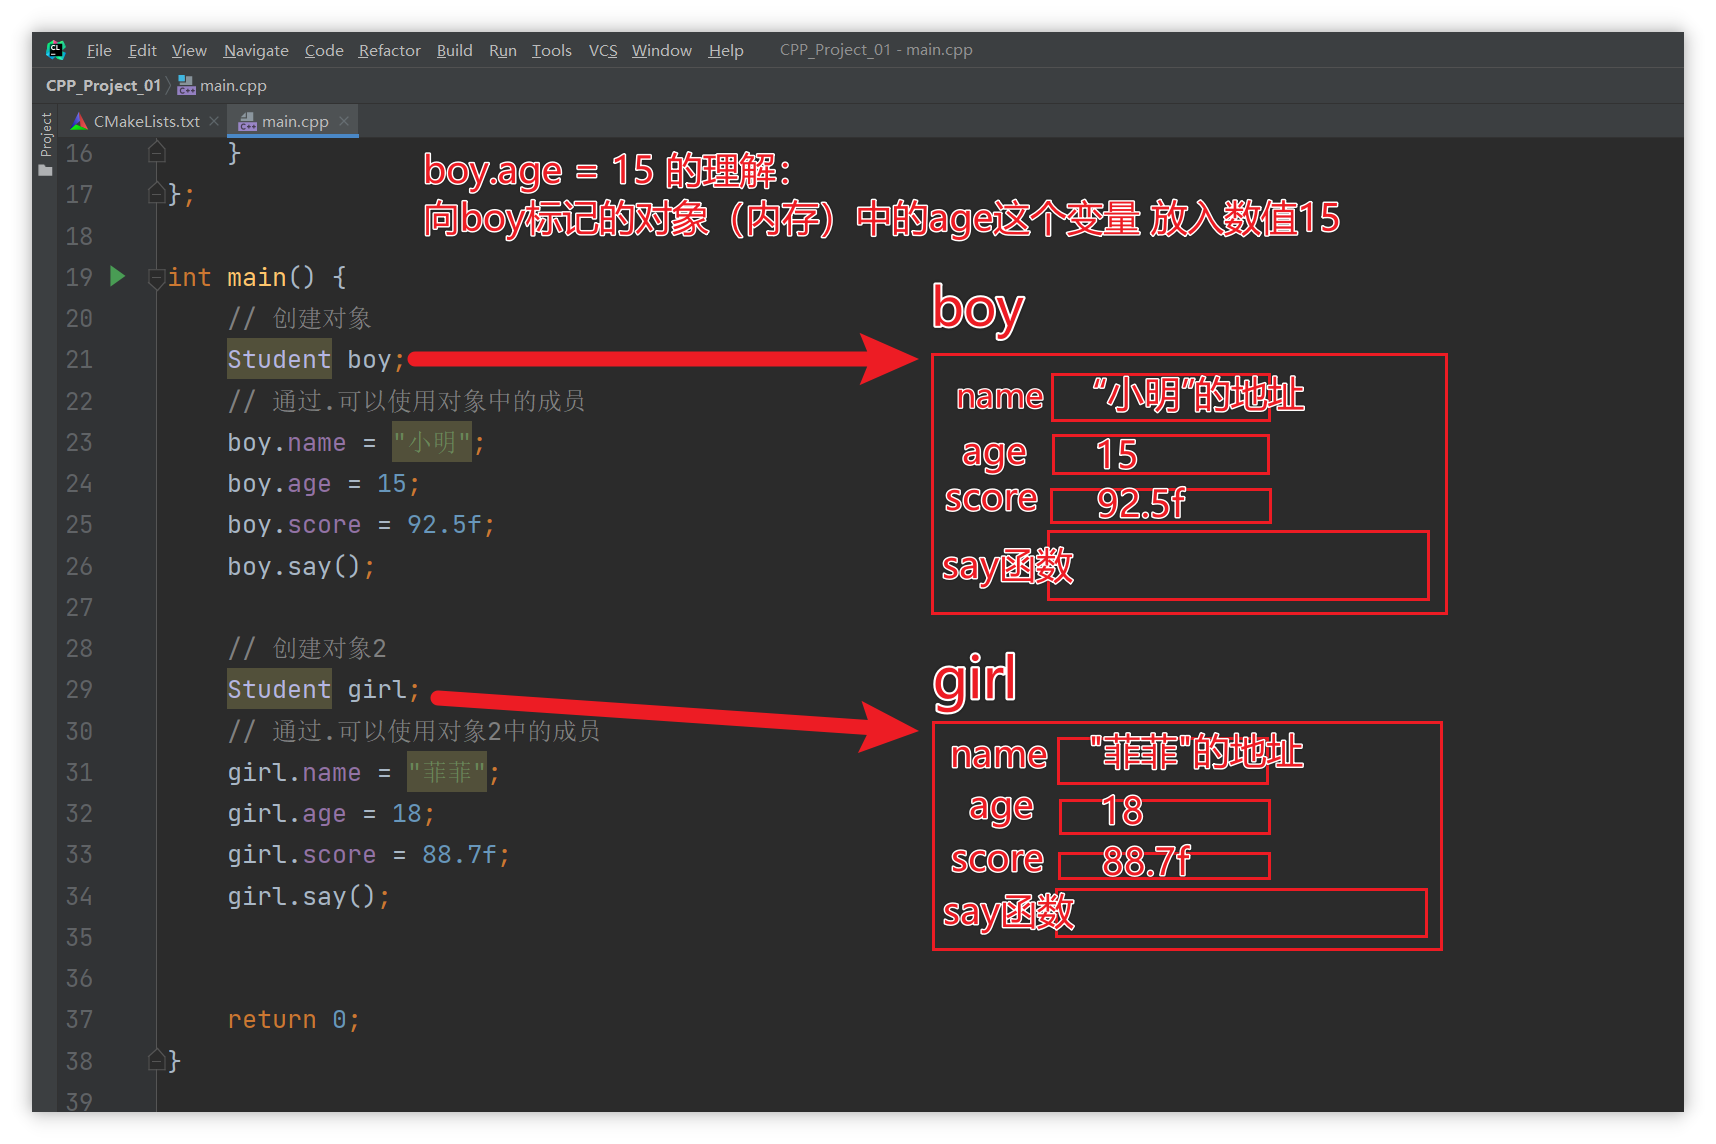 File Edit View Navigate Code Refactor Build Run Tools VCS Window Help CPP_Project_01 - main.cpp
CPP_Project_01 main.cpp
Project
CMakeLists.txt main.cpp
boy.age = 15 的理解：
向boy标记的对象（内存）中的age这个变量 放入数值15
16 }
17 };
18
19 int main() {
20 // 创建对象
21 Student boy;
22 // 通过.可以使用对象中的成员
23 boy.name = "小明";
24 boy.age = 15;
25 boy.score = 92.5f;
26 boy.say();
27
28 // 创建对象2
29 Student girl;
30 // 通过.可以使用对象2中的成员
31 girl.name = "菲菲";
32 girl.age = 18;
33 girl.score = 88.7f;
34 girl.say();
35
36
37 return 0;
38 }
39
boy
name “小明”的地址
age 15
score 92.5f
say函数
girl
name "菲菲"的地址
age 18
score 88.7f
say函数